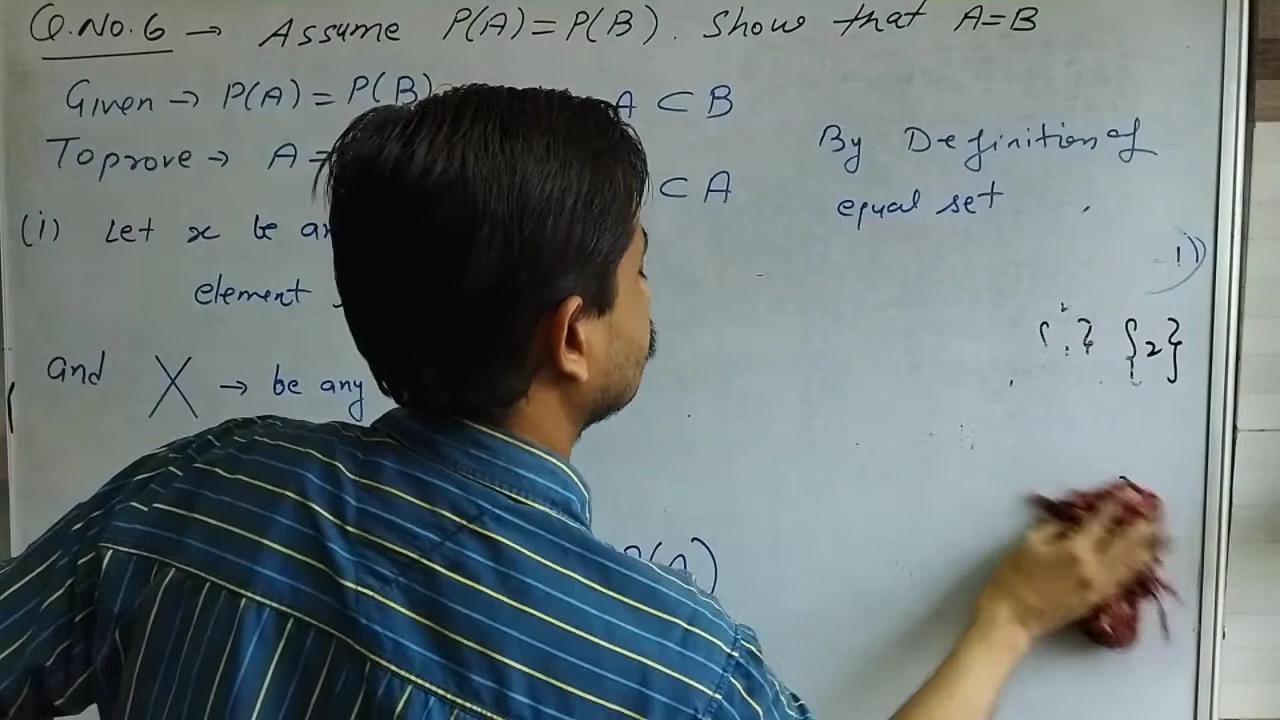 Q.No.6 → Assume P(A)=P(B). Show that A=B
Given → P(A) = P(B)
A ⊂ B
To prove → A =
⊂ A
(i) Let x be an
element
and X → be any
By Definition of
equal set
{2}